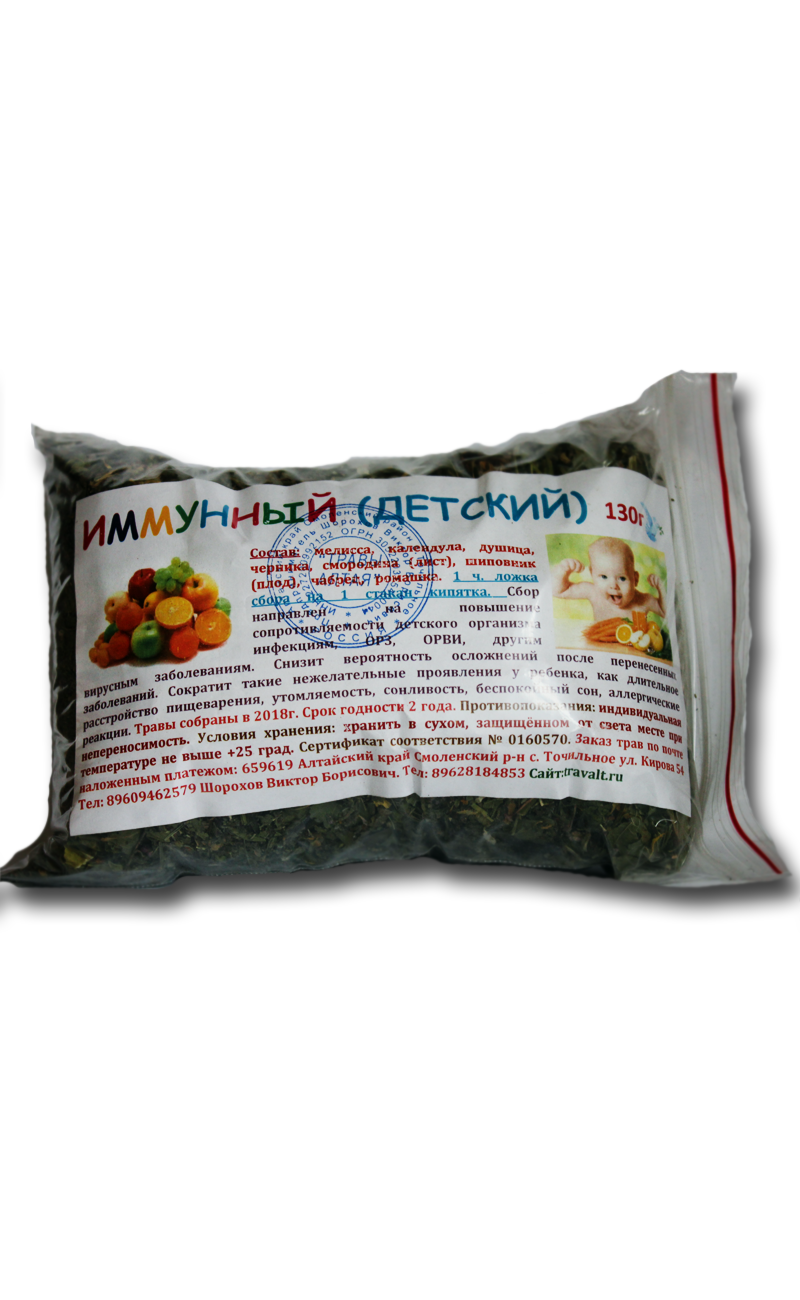 ИММУННЫЙ (ДЕТСКИЙ) 130г
Состав: мелисса, календула, душица,
черника, смородина (лист), шиповник
(плод), чабрец, ромашка. 1 ч. ложка
сбора на 1 стакан кипятка. Сбор
направлен на повышение
сопротивляемости детского организма
инфекциям, ОРЗ, ОРВИ, другим
вирусным заболеваниям. Снизит вероятность осложнений после перенесенных
заболеваний. Сократит такие нежелательные проявления у ребенка, как длительное
расстройство пищеварения, утомляемость, сонливость, беспокойный сон, аллергические
реакции. Травы собраны в 2018г. Срок годности 2 года. Противопоказания: индивидуальная
непереносимость. Условия хранения: хранить в сухом, защищённом от света месте при
температуре не выше +25 град. Сертификат соответствия № 0160570. Заказ трав по почте
наложенным платежом: 659619 Алтайский край Смоленский р-н с. Точильное ул. Кирова 54
Тел: 89609462579 Шорохов Виктор Борисович. Тел: 89628184853 Сайт:travalt.ru
ТРАВЫ
АЛТАЯ
РОССИЯ